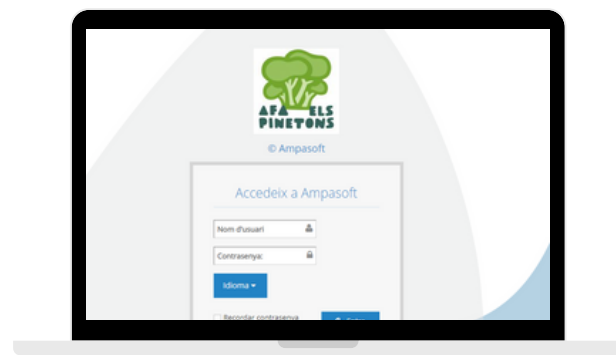 AFA ELS
PINETONS
© Ampasoft
Accedeix a Ampasoft
Nom d'usuari
Contrasenya:
Idioma
Recordar contrasenya